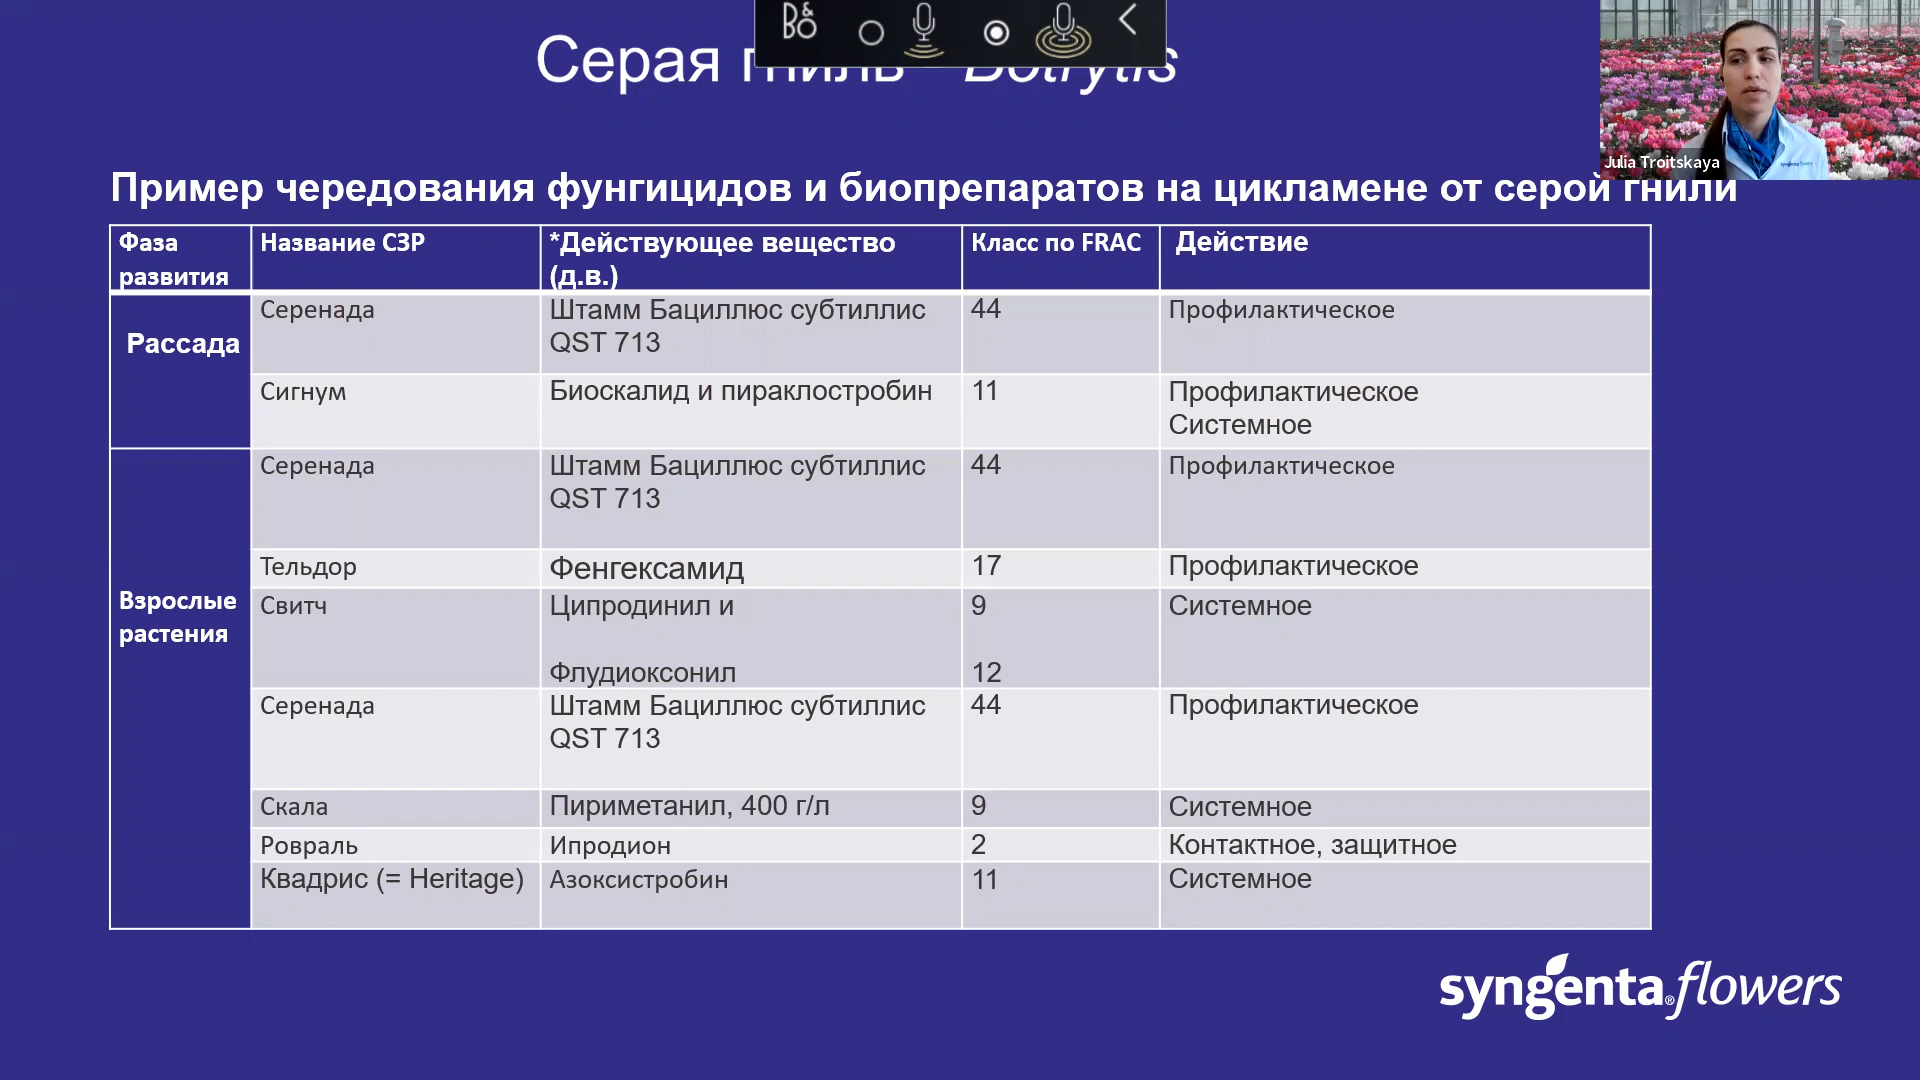 B&O
Серая гниль - Botrytis
Julia Troitskaya
Пример чередования фунгицидов и биопрепаратов на цикламене от серой гнили
Фаза развития
Название СЗР
*Действующее вещество (д.в.)
Класс по FRAC
Действие
Рассада
Серенада
Штамм Бациллюс субтиллис
QST 713
44
Профилактическое
Сигнум
Биоскалид и пираклостробин
11
Профилактическое
Системное
Взрослые растения
Серенада
Штамм Бациллюс субтиллис
QST 713
44
Профилактическое
Тельдор
Фенгексамид
17
Профилактическое
Свитч
Ципродинил и
Флудиоксонил
9
12
Системное
Серенада
Штамм Бациллюс субтиллис
QST 713
44
Профилактическое
Скала
Пириметанил, 400 г/л
9
Системное
Ровраль
Ипродион
2
Контактное, защитное
Квадрис (= Heritage)
Азоксистробин
11
Системное
syngenta® flowers